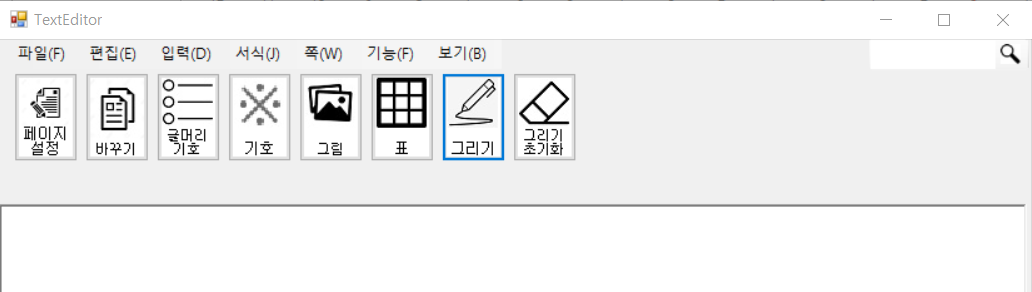 TextEditor
파일(F) 편집(E) 입력(D) 서식(J) 쪽(W) 기능(F) 보기(B)
페이지
설정
바꾸기
글머리
기호
기호
그림
표
그리기
그리기
초기화